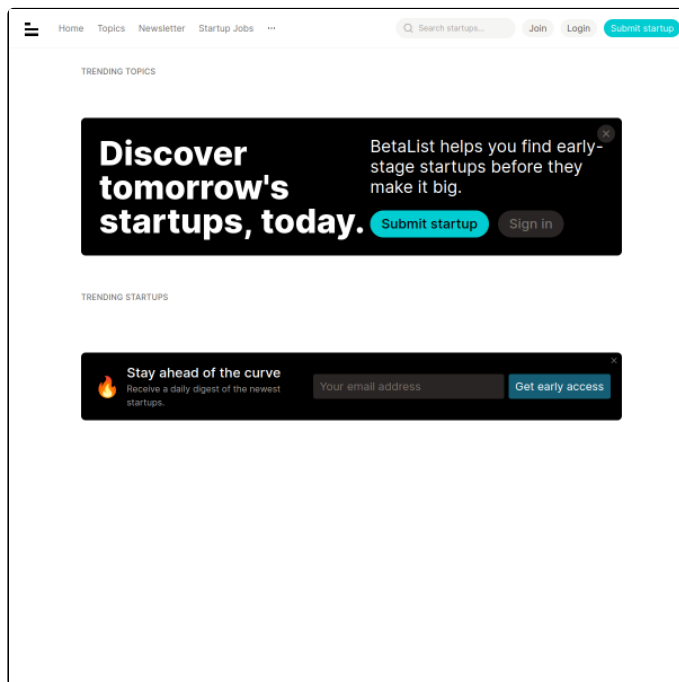 Home Topics Newsletter Startup Jobs ··· Search startups... Join Login Submit startup
TRENDING TOPICS
Discover
tomorrow's
startups, today.
BetaList helps you find early-
stage startups before they
make it big.
Submit startup Sign in
TRENDING STARTUPS
Stay ahead of the curve
Receive a daily digest of the newest
startups.
Your email address Get early access